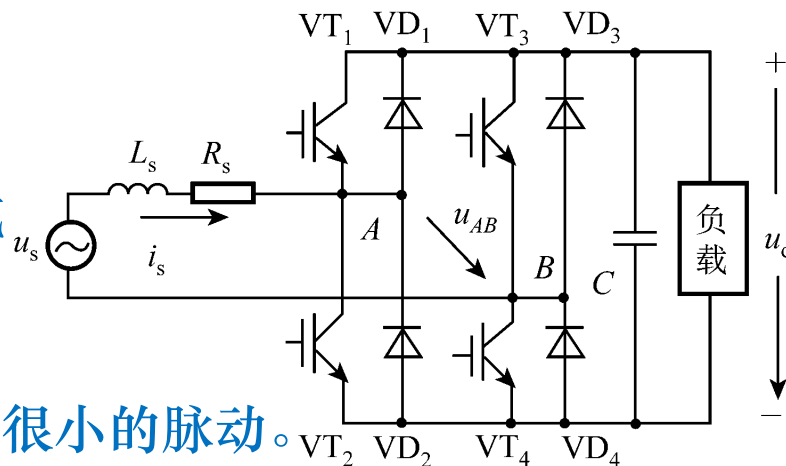 VT1 VD1 VT3 VD3
+
Ls Rs
us is A uAB B C 负载
−
很小的脉动。
VT2 VD2 VT4 VD4